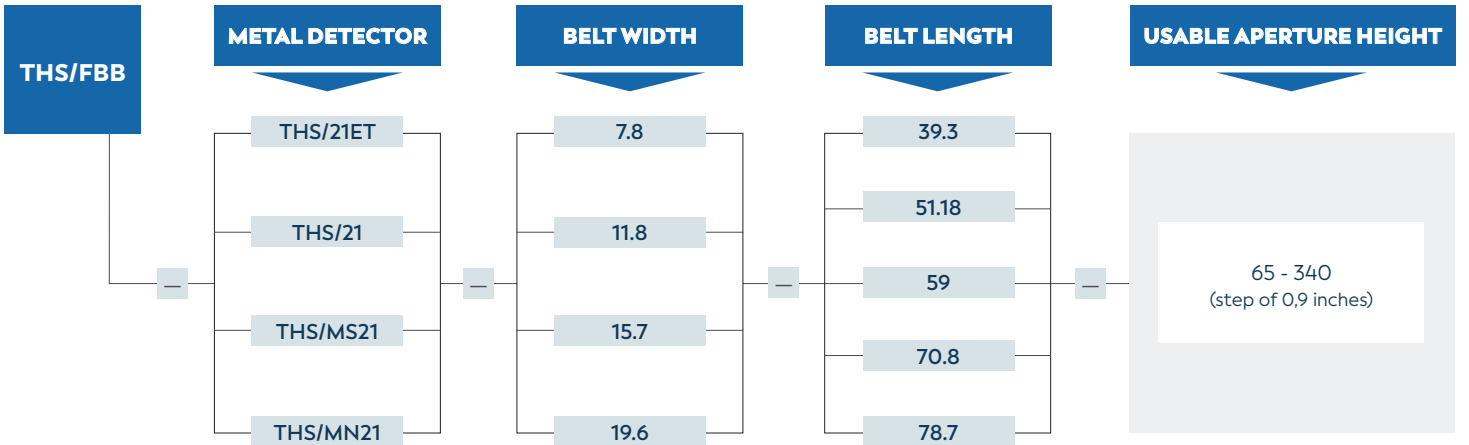 THS/FBB
METAL DETECTOR
THS/21ET
THS/21
THS/MS21
THS/MN21
BELT WIDTH
7.8
11.8
15.7
19.6
BELT LENGTH
39.3
51.18
59
70.8
78.7
USABLE APERTURE HEIGHT
65 - 340
(step of 0,9 inches)
—
—
—
—